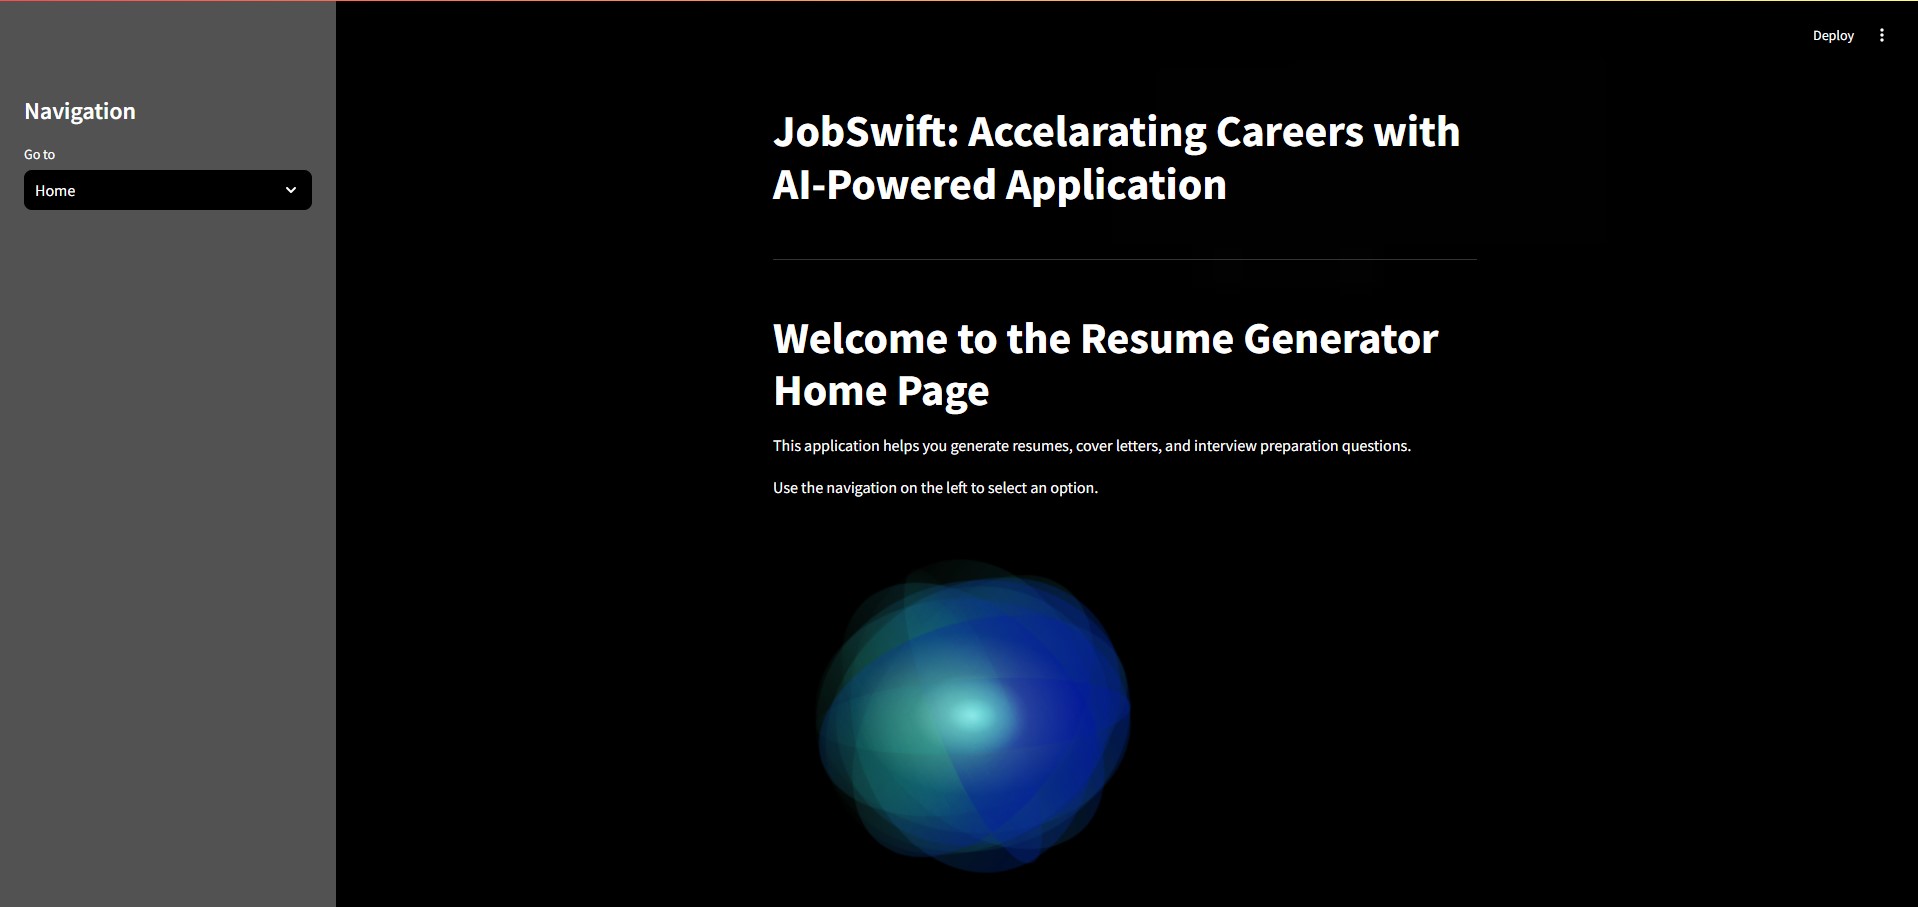 Deploy
Navigation
Go to
Home
JobSwift: Accelarating Careers with
AI-Powered Application
Welcome to the Resume Generator
Home Page
This application helps you generate resumes, cover letters, and interview preparation questions.
Use the navigation on the left to select an option.